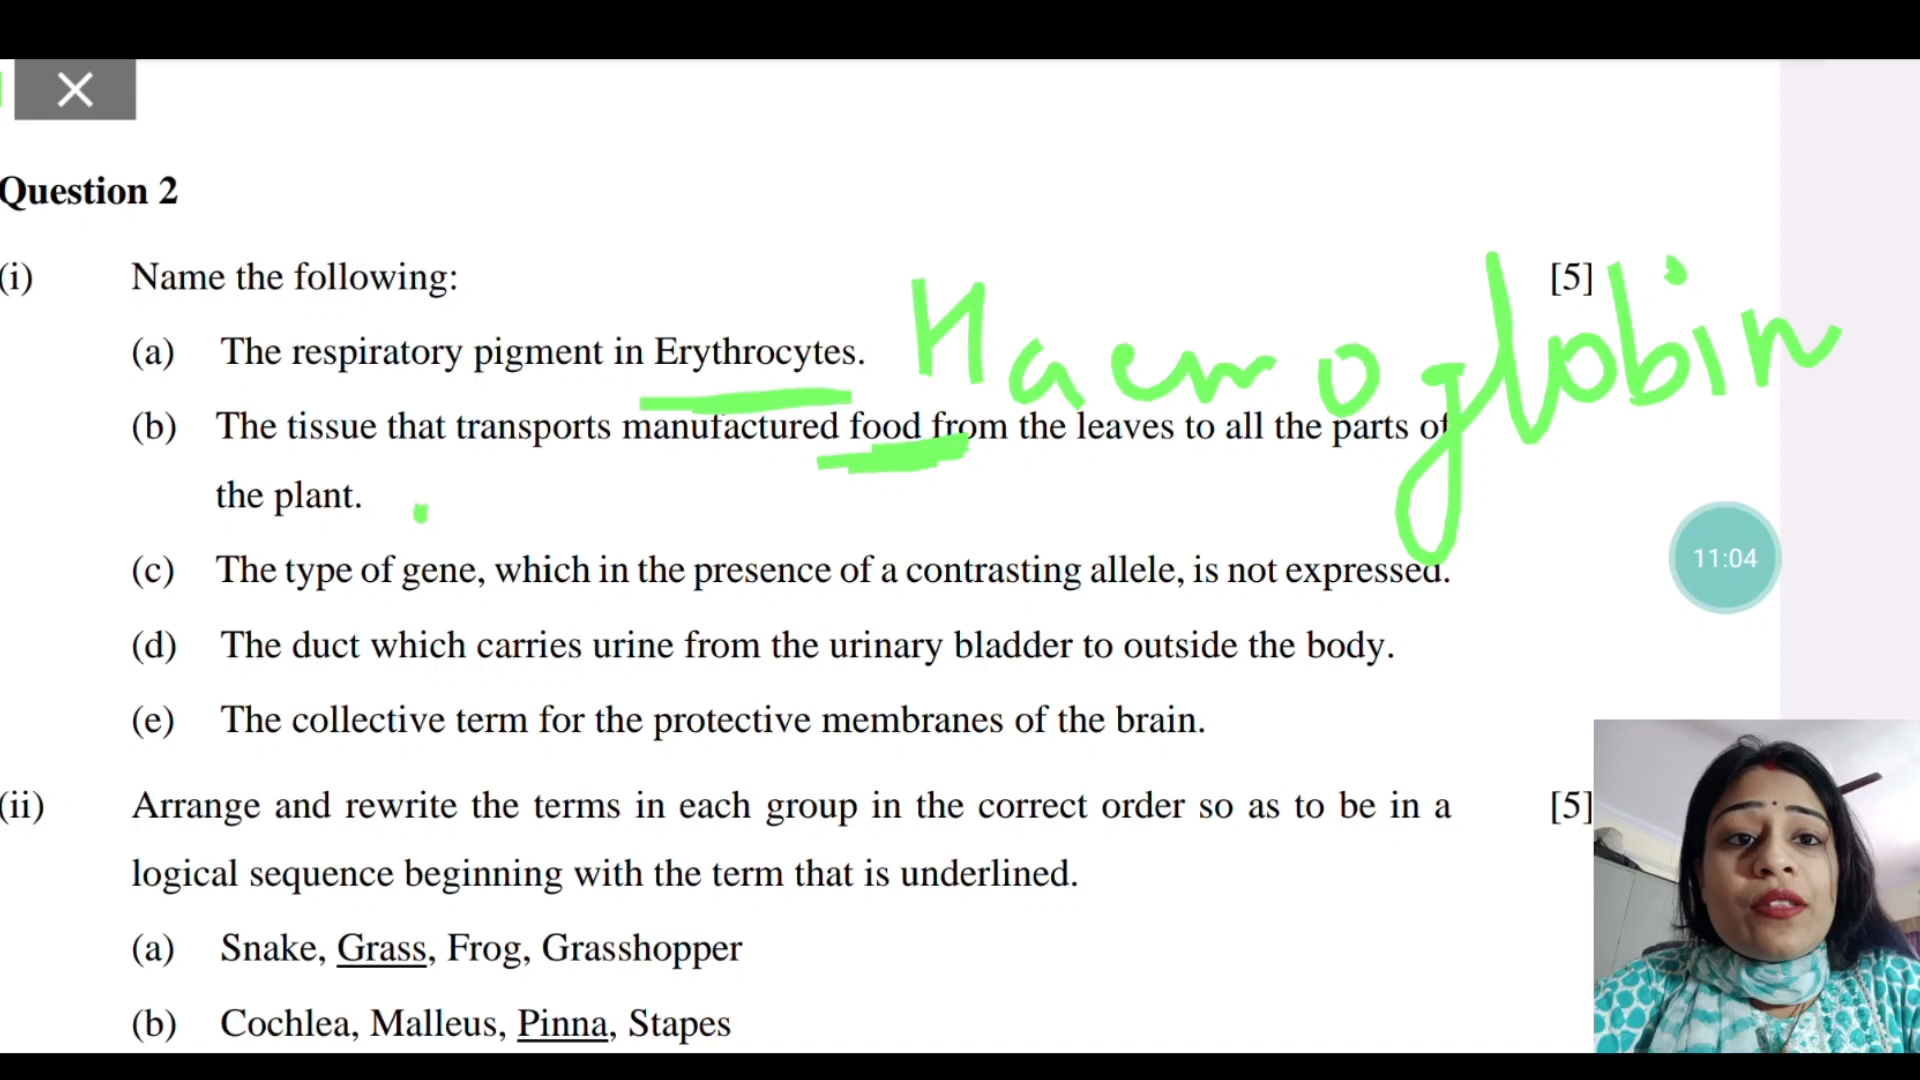 Question 2
(i) Name the following: [5]
(a) The respiratory pigment in Erythrocytes. Haemoglobin
(b) The tissue that transports manufactured food from the leaves to all the parts of
the plant.
(c) The type of gene, which in the presence of a contrasting allele, is not expressed.
11:04
(d) The duct which carries urine from the urinary bladder to outside the body.
(e) The collective term for the protective membranes of the brain.
(ii) Arrange and rewrite the terms in each group in the correct order so as to be in a [5]
logical sequence beginning with the term that is underlined.
(a) Snake, Grass, Frog, Grasshopper
(b) Cochlea, Malleus, Pinna, Stapes